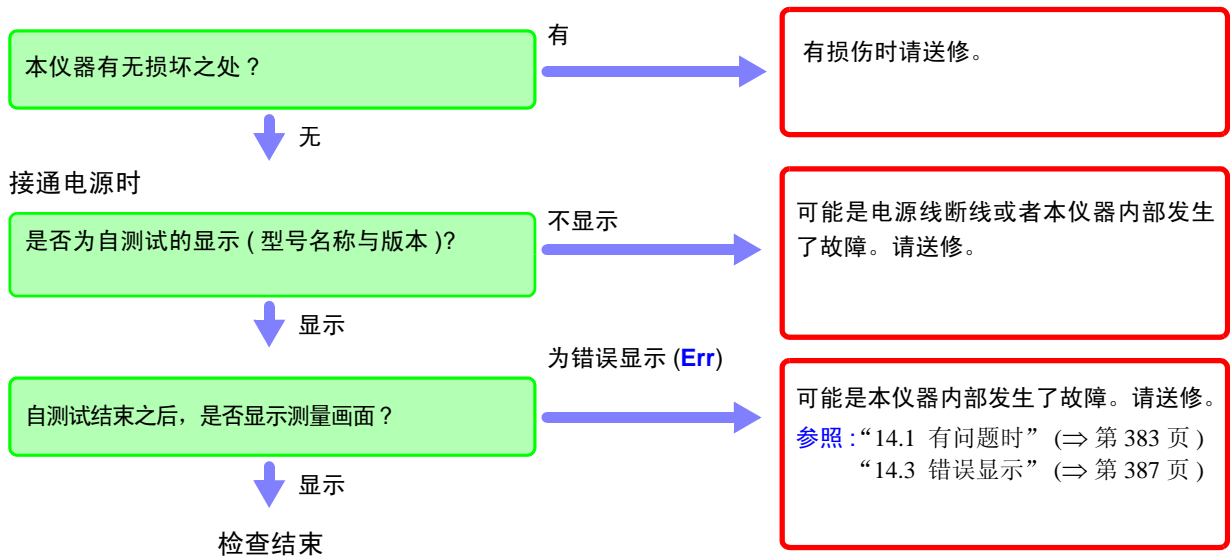 本仪器有无损坏之处？
有
有损伤时请送修。
无
接通电源时
是否为自测试的显示 ( 型号名称与版本 )?
不显示
可能是电源线断线或者本仪器内部发生
了故障。请送修。
显示
为错误显示 (Err)
自测试结束之后，是否显示测量画面？
可能是本仪器内部发生了故障。请送修。
参照 :“14.1 有问题时” (⇒ 第 383 页 )
“14.3 错误显示” (⇒ 第 387 页 )
显示
检查结束